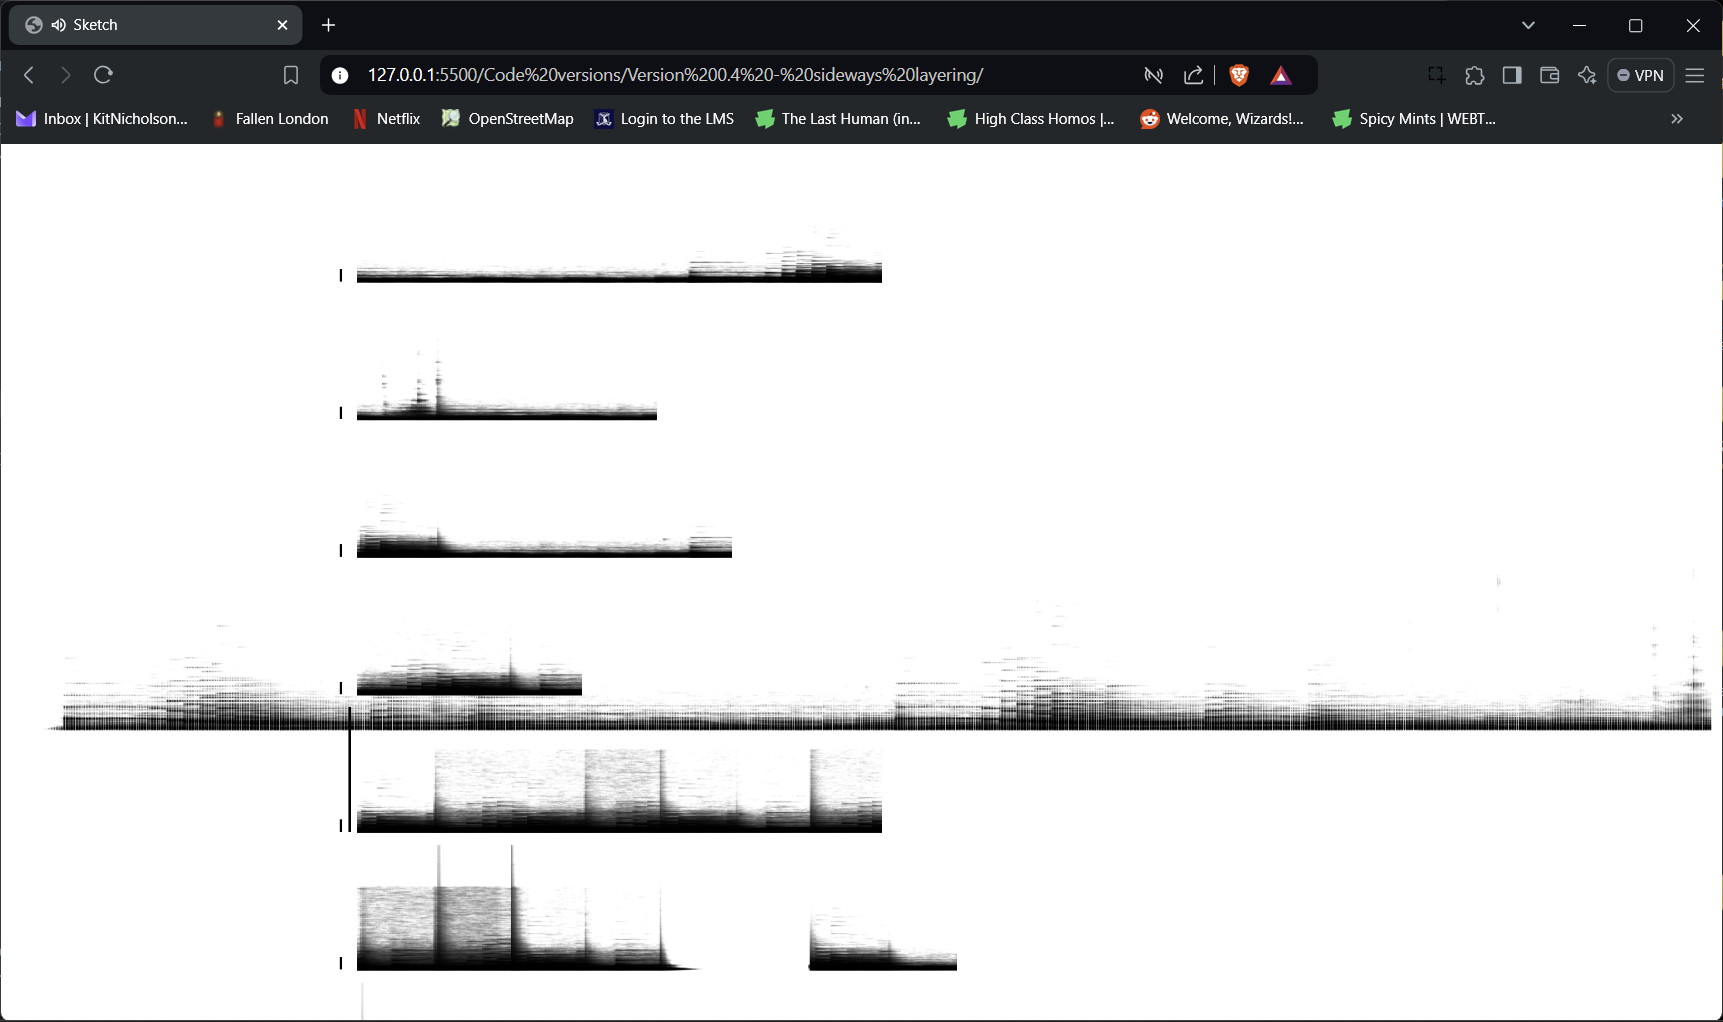 Sketch
127.0.0.1:5500/Code%20versions/Version%200.4%20-%20sideways%20layering/
VPN
Inbox | KitNicholson... Fallen London Netflix OpenStreetMap Login to the LMS The Last Human (in... High Class Homos |... Welcome, Wizards!... Spicy Mints | WEBT...